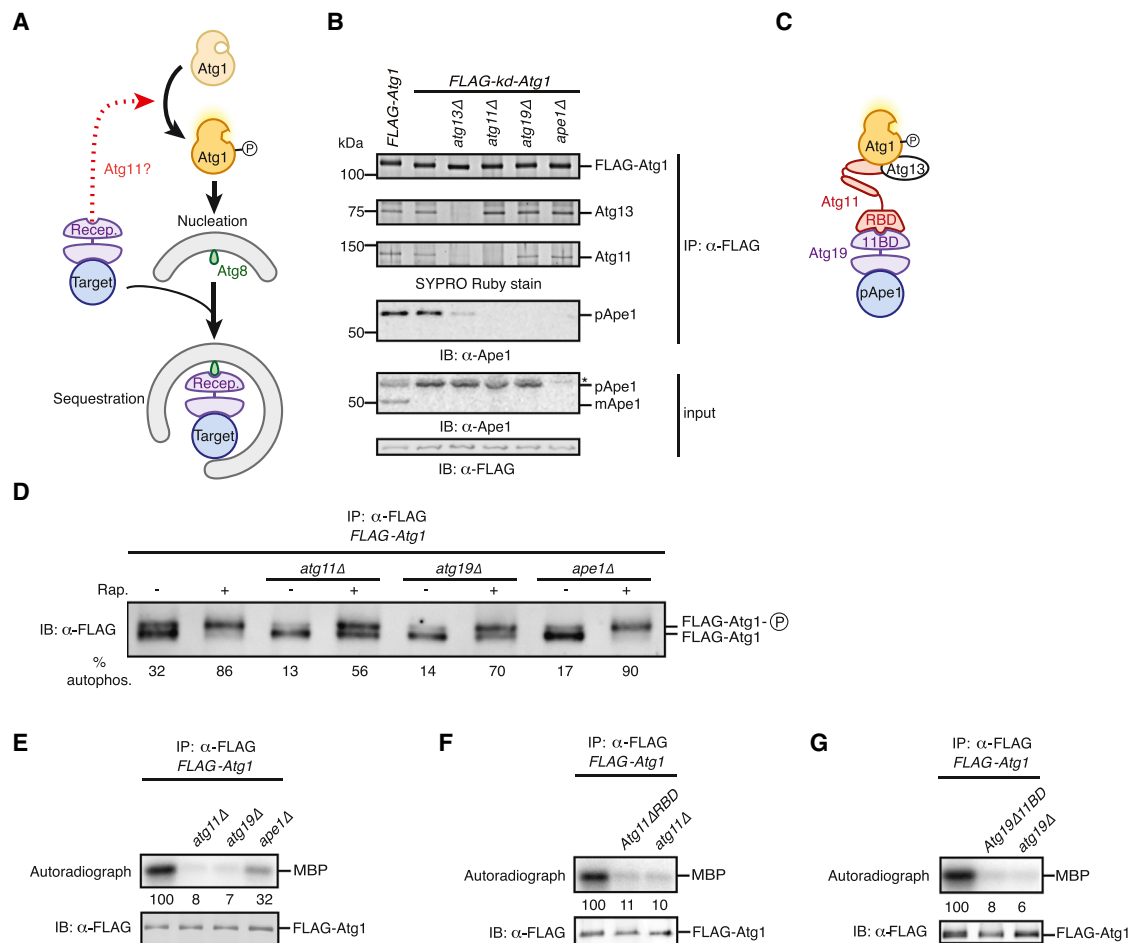 A
Atg1
Atg1
P
Atg11?
Nucleation
Recep.
Atg8
Target
Sequestration
Recep.
Target
B
FLAG-Atg1
FLAG-kd-Atg1
atg13Δ
atg11Δ
atg19Δ
ape1Δ
kDa
100
FLAG-Atg1
75
Atg13
150
Atg11
SYPRO Ruby stain
50
pApe1
IB: α-Ape1
IP: α-FLAG
*
pApe1
50
mApe1
IB: α-Ape1
IB: α-FLAG
input
C
Atg1
P
Atg13
Atg11
RBD
11BD
Atg19
pApe1
D
IP: α-FLAG
FLAG-Atg1
atg11Δ atg19Δ ape1Δ
Rap. - + - + - + - +
IB: α-FLAG
FLAG-Atg1-P
FLAG-Atg1
% autophos.
32 86 13 56 14 70 17 90
E
IP: α-FLAG
FLAG-Atg1
atg11Δ
atg19Δ
ape1Δ
Autoradiograph
MBP
100 8 7 32
IB: α-FLAG
FLAG-Atg1
F
IP: α-FLAG
FLAG-Atg1
Atg11ΔRBD
atg11Δ
Autoradiograph
MBP
100 11 10
IB: α-FLAG
FLAG-Atg1
G
IP: α-FLAG
FLAG-Atg1
Atg19Δ11BD
atg19Δ
Autoradiograph
MBP
100 8 6
IB: α-FLAG
FLAG-Atg1